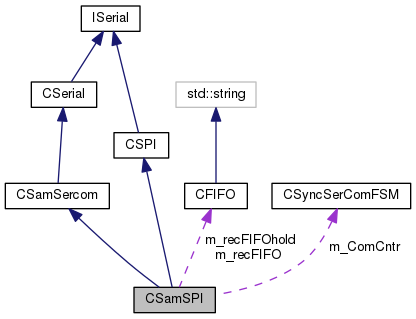 ISerial
CSerial
std::string
CSPI
CSamSercom
CFIFO
CSyncSerComFSM
m_recFIFOhold
m_recFIFO
m_ComCntr
CSamSPI